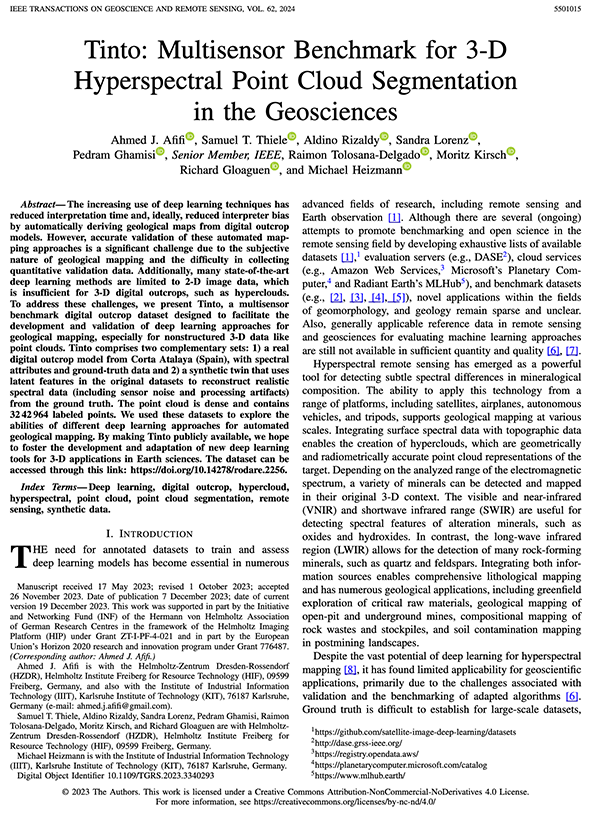 IEEE TRANSACTIONS ON GEOSCIENCE AND REMOTE SENSING, VOL. 62, 2024
5501015
Tinto: Multisensor Benchmark for 3-D
Hyperspectral Point Cloud Segmentation
in the Geosciences
Ahmed J. Afifi, Samuel T. Thiele, Aldino Rizaldy, Sandra Lorenz,
Pedram Ghamisi, Senior Member, IEEE, Raimon Tolosana-Delgado, Moritz Kirsch,
Richard Gloaguen, and Michael Heizmann
Abstract—The increasing use of deep learning techniques has
reduced interpretation time and, ideally, reduced interpreter bias
by automatically deriving geological maps from digital outcrop
models. However, accurate validation of these automated map-
ping approaches is a significant challenge due to the subjective
nature of geological mapping and the difficulty in collecting
quantitative validation data. Additionally, many state-of-the-art
deep learning methods are limited to 2-D image data, which
is insufficient for 3-D digital outcrops, such as hyperclouds.
To address these challenges, we present Tinto, a multisensor
benchmark digital outcrop dataset designed to facilitate the
development and validation of deep learning approaches for
geological mapping, especially for nonstructured 3-D data like
point clouds. Tinto comprises two complementary sets: 1) a real
digital outcrop model from Corta Atalaya (Spain), with spectral
attributes and ground-truth data and 2) a synthetic twin that uses
latent features in the original datasets to reconstruct realistic
spectral data (including sensor noise and processing artifacts)
from the ground truth. The point cloud is dense and contains
32 42 964 labeled points. We used these datasets to explore the
abilities of different deep learning approaches for automated
geological mapping. By making Tinto publicly available, we hope
to foster the development and adaptation of new deep learning
tools for 3-D applications in Earth sciences. The dataset can be
accessed through this link: https://doi.org/10.14278/rodare.2256.
Index Terms—Deep learning, digital outcrop, hypercloud,
hyperspectral, point cloud, point cloud segmentation, remote
sensing, synthetic data.
I. INTRODUCTION
THE need for annotated datasets to train and assess
deep learning models has become essential in numerous
Manuscript received 17 May 2023; revised 1 October 2023; accepted
26 November 2023. Date of publication 7 December 2023; date of current
version 19 December 2023. This work was supported in part by the Initiative
and Networking Fund (INF) of the Hermann von Helmholtz Association
of German Research Centres in the framework of the Helmholtz Imaging
Platform (HIP) under Grant ZT-I-PF-4-021 and in part by the European
Union's Horizon 2020 research and innovation program under Grant 776487.
(Corresponding author: Ahmed J. Afifi.)
Ahmed J. Afifi is with the Helmholtz-Zentrum Dresden-Rossendorf
(HZDR), Helmholtz Institute Freiberg for Resource Technology (HIF), 09599
Freiberg, Germany, and also with the Institute of Industrial Information
Technology (IIIT), Karlsruhe Institute of Technology (KIT), 76187 Karlsruhe,
Germany (e-mail: ahmed.j.afifi@gmail.com).
Samuel T. Thiele, Aldino Rizaldy, Sandra Lorenz, Pedram Ghamisi, Raimon
Tolosana-Delgado, Moritz Kirsch, and Richard Gloaguen are with Helmholtz-
Zentrum Dresden-Rossendorf (HZDR), Helmholtz Institute Freiberg for
Resource Technology (HIF), 09599 Freiberg, Germany.
Michael Heizmann is with the Institute of Industrial Information Technology
(IIIT), Karlsruhe Institute of Technology (KIT), 76187 Karlsruhe, Germany.
Digital Object Identifier 10.1109/TGRS.2023.3340293
advanced fields of research, including remote sensing and
Earth observation [1]. Although there are several (ongoing)
attempts to promote benchmarking and open science in the
remote sensing field by developing exhaustive lists of available
datasets [1],1 evaluation servers (e.g., DASE2), cloud services
(e.g., Amazon Web Services,3 Microsoft's Planetary Com-
puter,4 and Radiant Earth's MLHub5), and benchmark datasets
(e.g., [2], [3], [4], [5]), novel applications within the fields
of geomorphology, and geology remain sparse and unclear.
Also, generally applicable reference data in remote sensing
and geosciences for evaluating machine learning approaches
are still not available in sufficient quantity and quality [6], [7].
Hyperspectral remote sensing has emerged as a powerful
tool for detecting subtle spectral differences in mineralogical
composition. The ability to apply this technology from a
range of platforms, including satellites, airplanes, autonomous
vehicles, and tripods, supports geological mapping at various
scales. Integrating surface spectral data with topographic data
enables the creation of hyperclouds, which are geometrically
and radiometrically accurate point cloud representations of the
target. Depending on the analyzed range of the electromagnetic
spectrum, a variety of minerals can be detected and mapped
in their original 3-D context. The visible and near-infrared
(VNIR) and shortwave infrared range (SWIR) are useful for
detecting spectral features of alteration minerals, such as
oxides and hydroxides. In contrast, the long-wave infrared
region (LWIR) allows for the detection of many rock-forming
minerals, such as quartz and feldspars. Integrating both infor-
mation sources enables comprehensive lithological mapping
and has numerous geological applications, including greenfield
exploration of critical raw materials, geological mapping of
open-pit and underground mines, compositional mapping of
rock wastes and stockpiles, and soil contamination mapping
in postmining landscapes.
Despite the vast potential of deep learning for hyperspectral
mapping [8], it has found limited applicability for geoscientific
applications, primarily due to the challenges associated with
validation and the benchmarking of adapted algorithms [6].
Ground truth is difficult to establish for large-scale datasets,
1https://github.com/satellite-image-deep-learning/datasets
2http://dase.grss-ieee.org/
3https://registry.opendata.aws/
4https://planetarycomputer.microsoft.com/catalog
5https://www.mlhub.earth/
© 2023 The Authors. This work is licensed under a Creative Commons Attribution-NonCommercial-NoDerivatives 4.0 License.
For more information, see https://creativecommons.org/licenses/by-nc-nd/4.0/